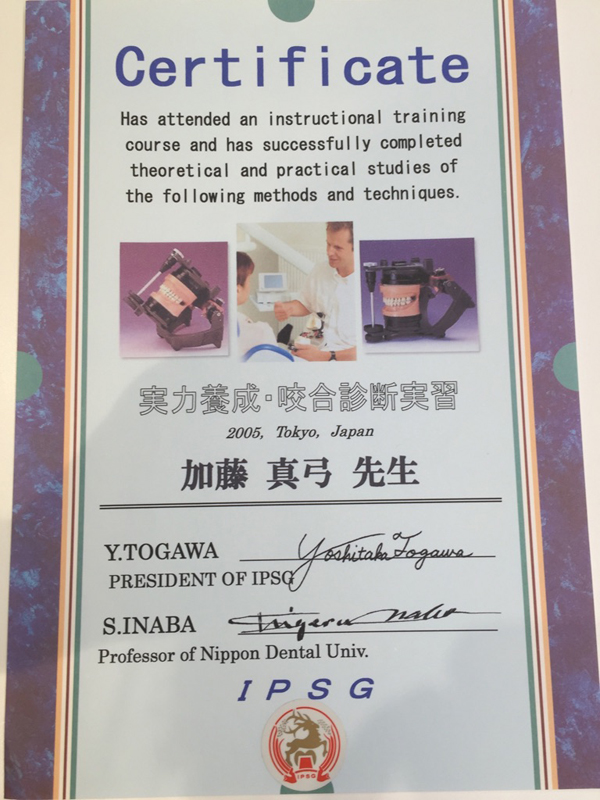 Certificate
Has attended an instructional training
course and has successfully completed
theoretical and practical studies of
the following methods and techniques.
実力養成・咬合診断実習
2005, Tokyo, Japan
加藤 真弓 先生
Y.TOGAWA Yoshitaka Togawa
PRESIDENT OF IPSG
S.INABA Shigeru Inaba
Professor of Nippon Dental Univ.
IPSG
IPSG